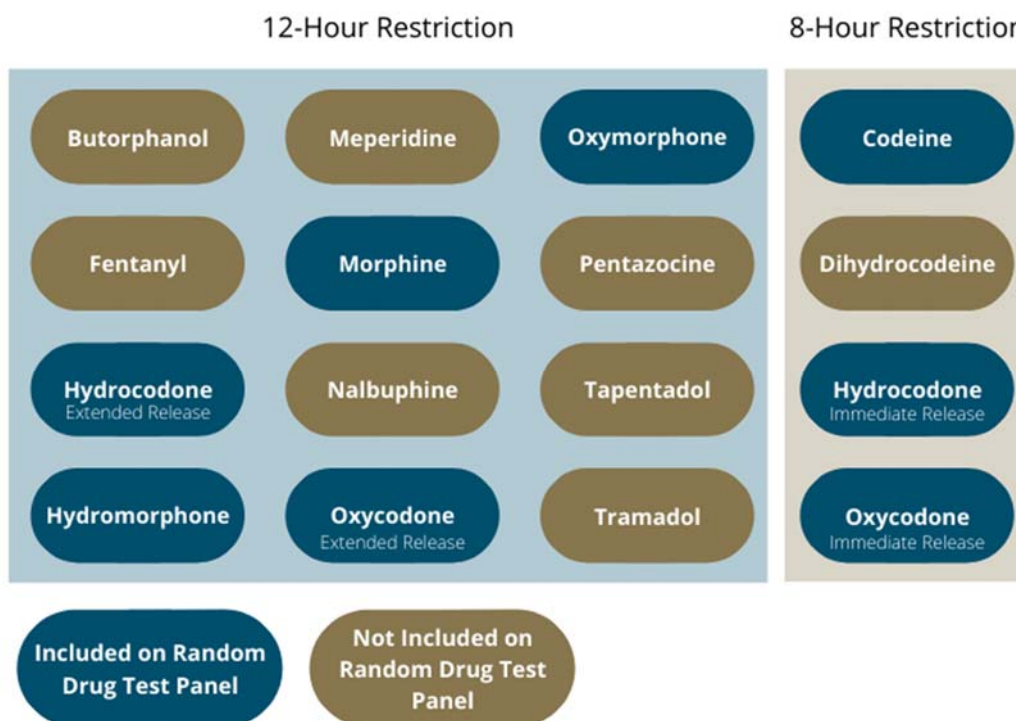 12-Hour Restriction
8-Hour Restriction
Butorphanol
Meperidine
Oxymorphone
Codeine
Fentanyl
Morphine
Pentazocine
Dihydrocodeine
Hydrocodone
Extended Release
Nalbuphine
Tapentadol
Hydrocodone
Immediate Release
Hydromorphone
Oxycodone
Extended Release
Tramadol
Oxycodone
Immediate Release
Included on Random
Drug Test Panel
Not Included on
Random Drug Test
Panel